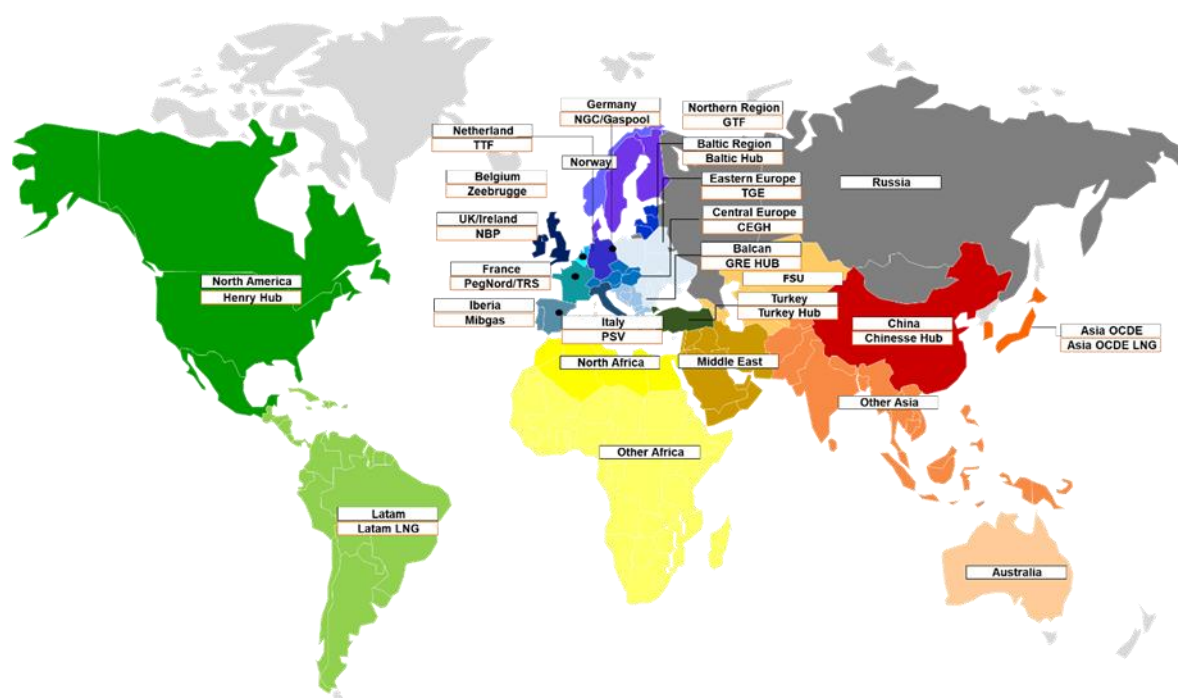 Germany
NGC/Gaspool
Northern Region
GTF
Netherland
TTF
Baltic Region
Baltic Hub
Norway
Belgium
Zeebrugge
Eastern Europe
TGE
Russia
UK/Ireland
NBP
Central Europe
CEGH
Balcan
GRE HUB
France
PegNord/TRS
FSU
North America
Henry Hub
Iberia
Mibgas
Turkey
Turkey Hub
Italy
PSV
China
Chinesse Hub
Asia OCDE
Asia OCDE LNG
North Africa
Middle East
Other Asia
Other Africa
Latam
Latam LNG
Australia